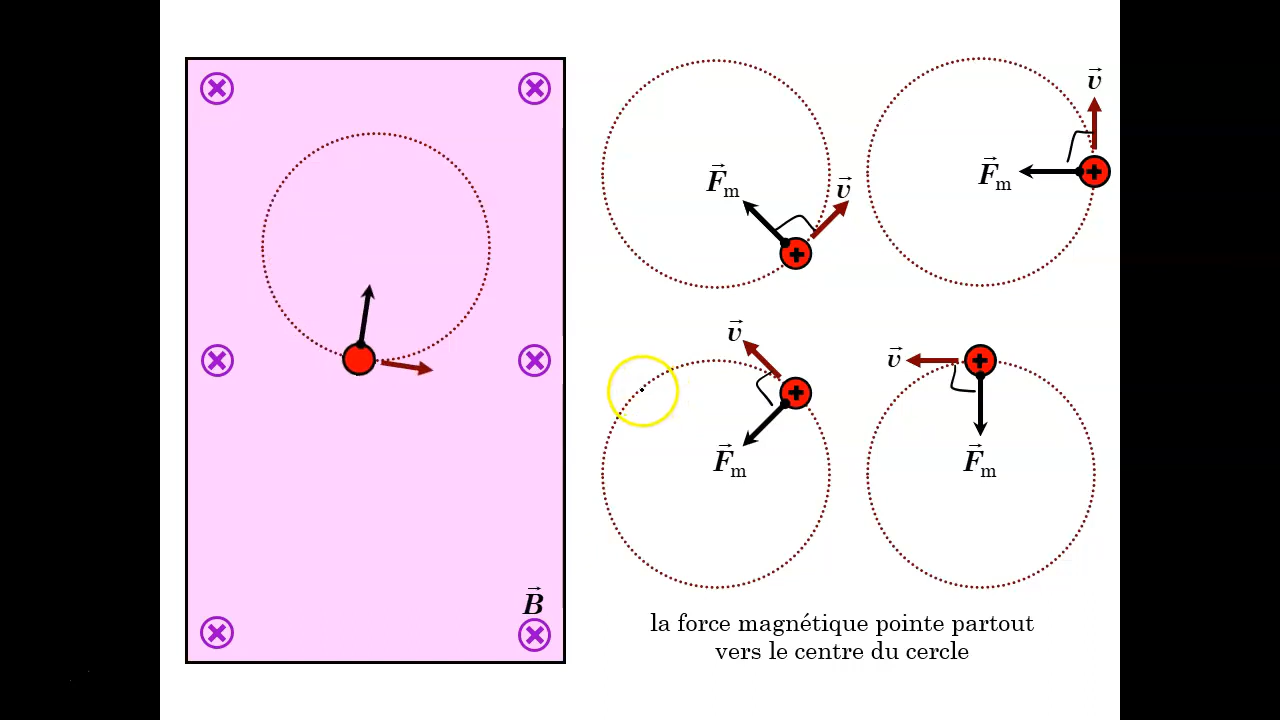 v⃗
F⃗m
v⃗
F⃗m
v⃗
F⃗m
v⃗
F⃗m
B⃗
la force magnétique pointe partout
vers le centre du cercle